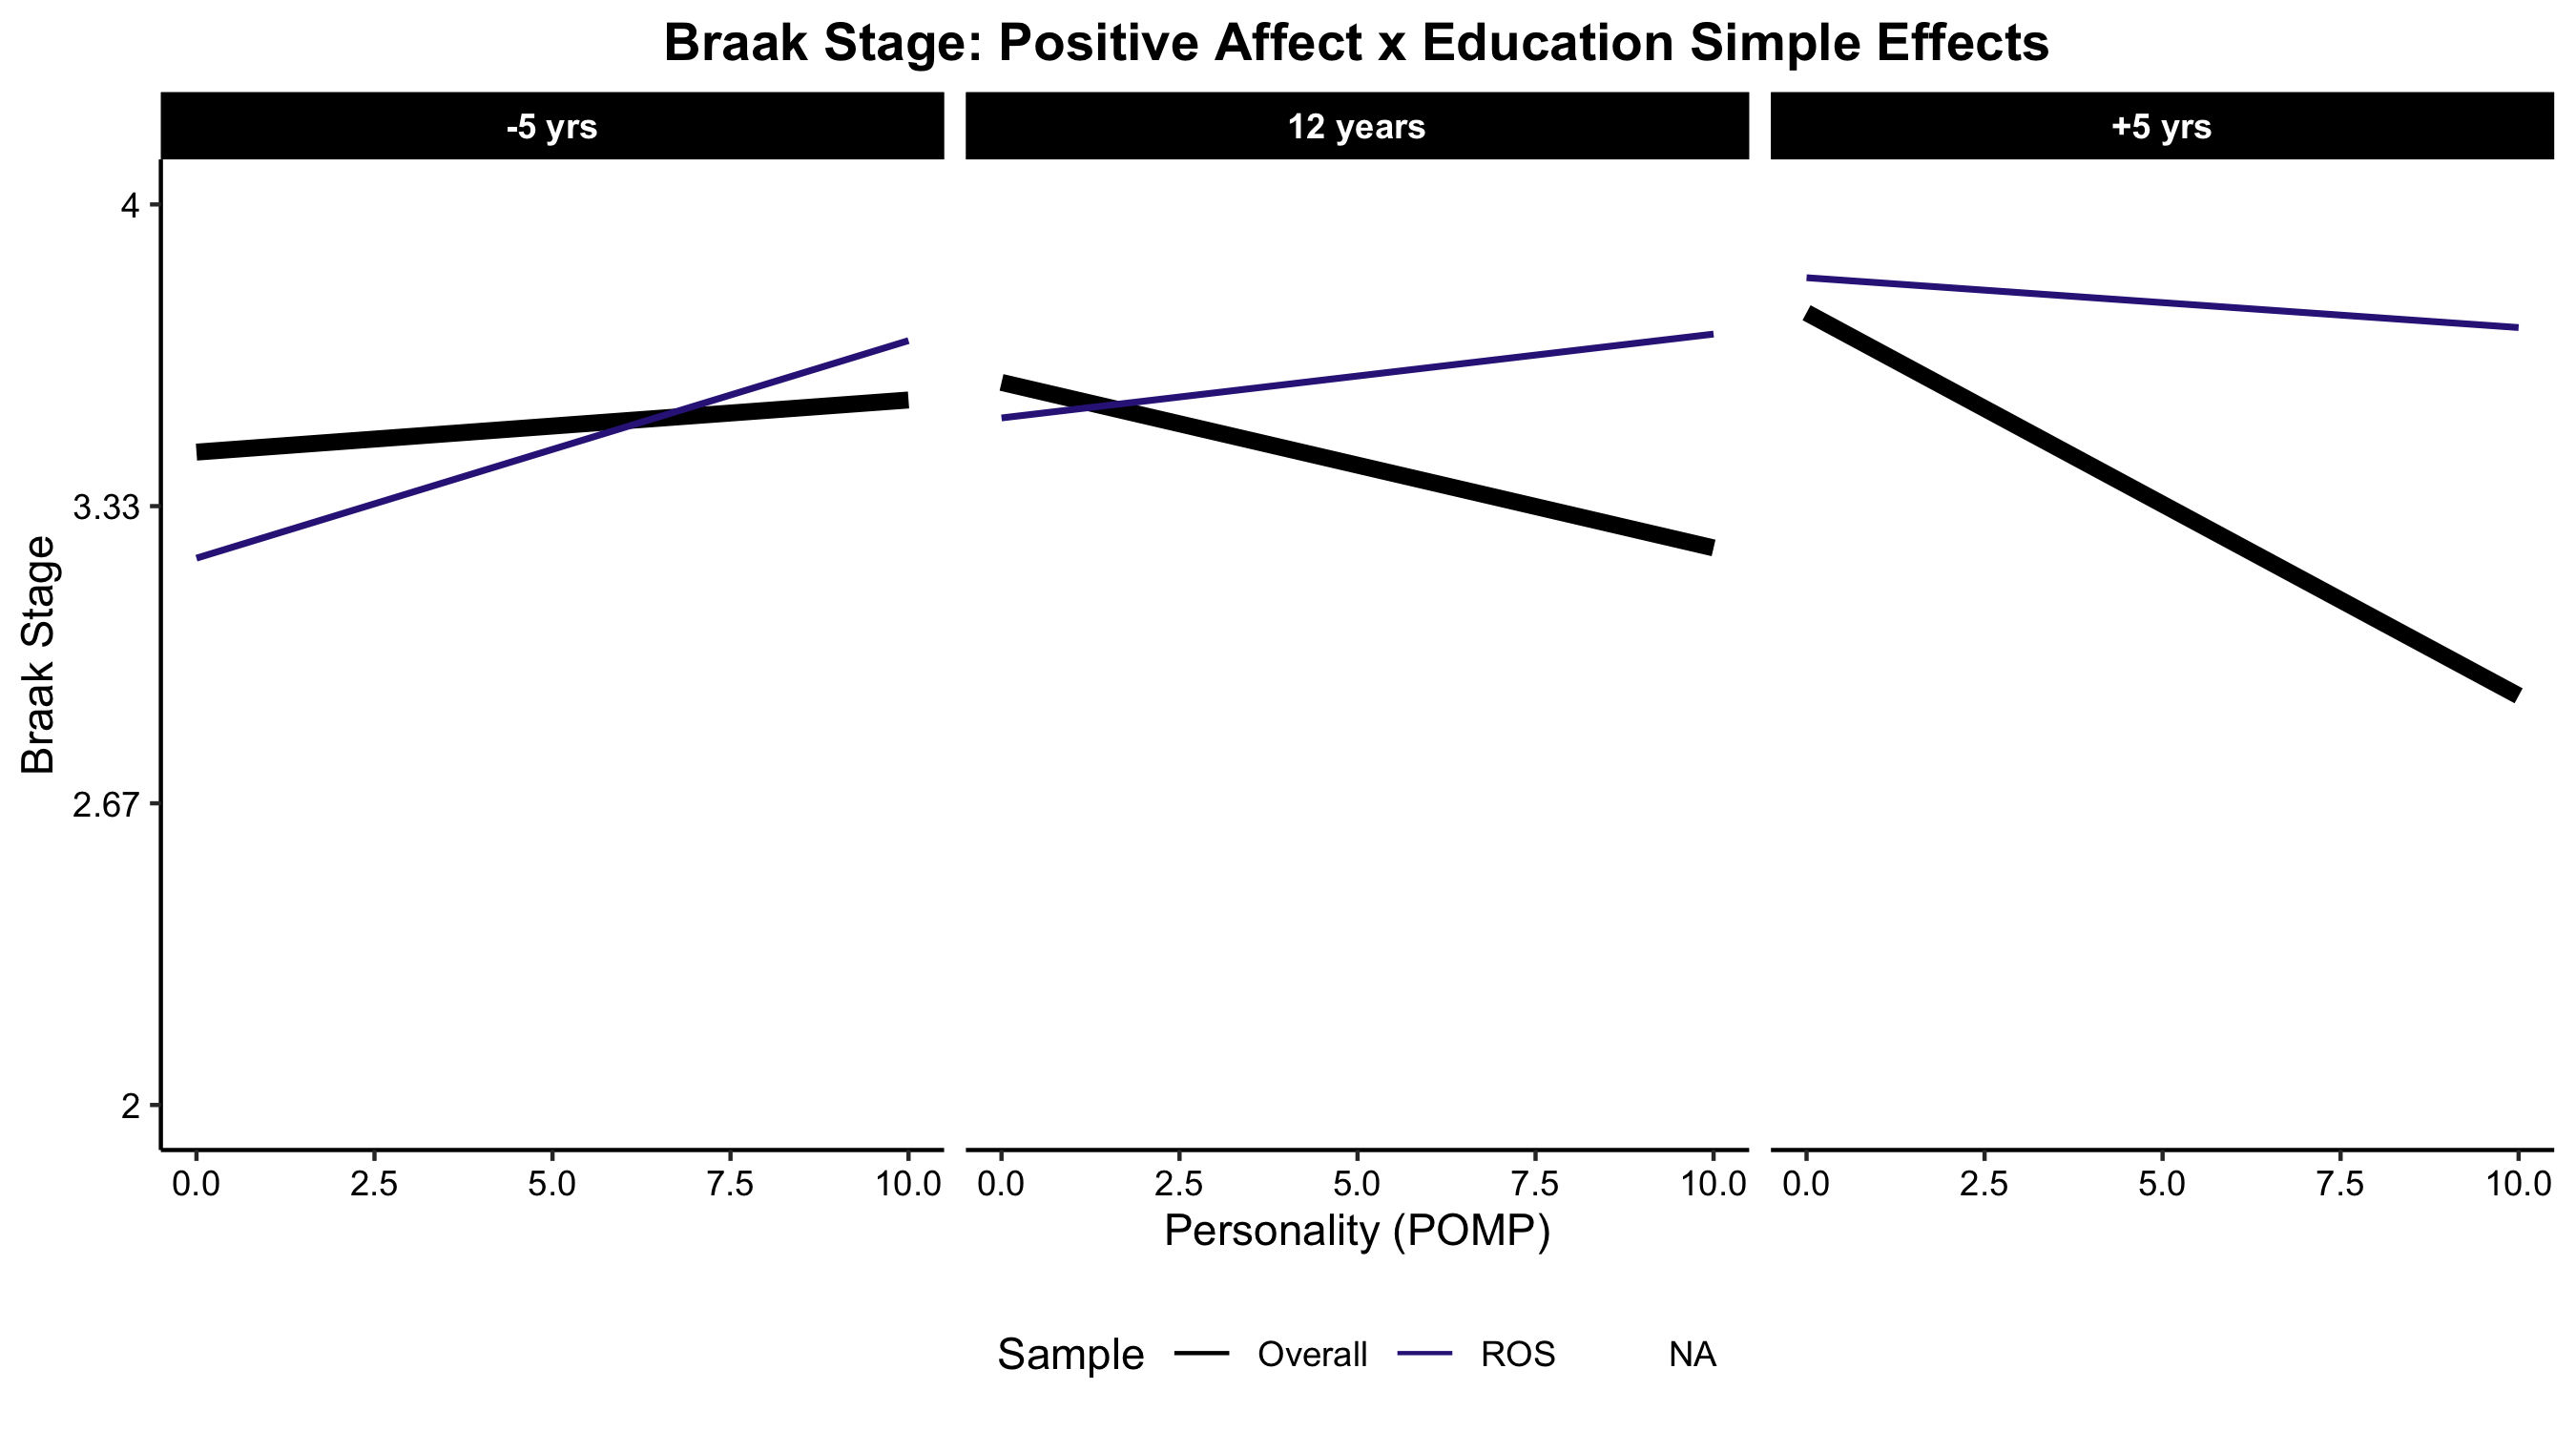 Braak Stage: Positive Affect x Education Simple Effects
-5 yrs 12 years +5 yrs
4
3.33
2.67
2
Braak Stage
0.0 2.5 5.0 7.5 10.0 0.0 2.5 5.0 7.5 10.0 0.0 2.5 5.0 7.5 10.0
Personality (POMP)
Sample Overall ROS NA